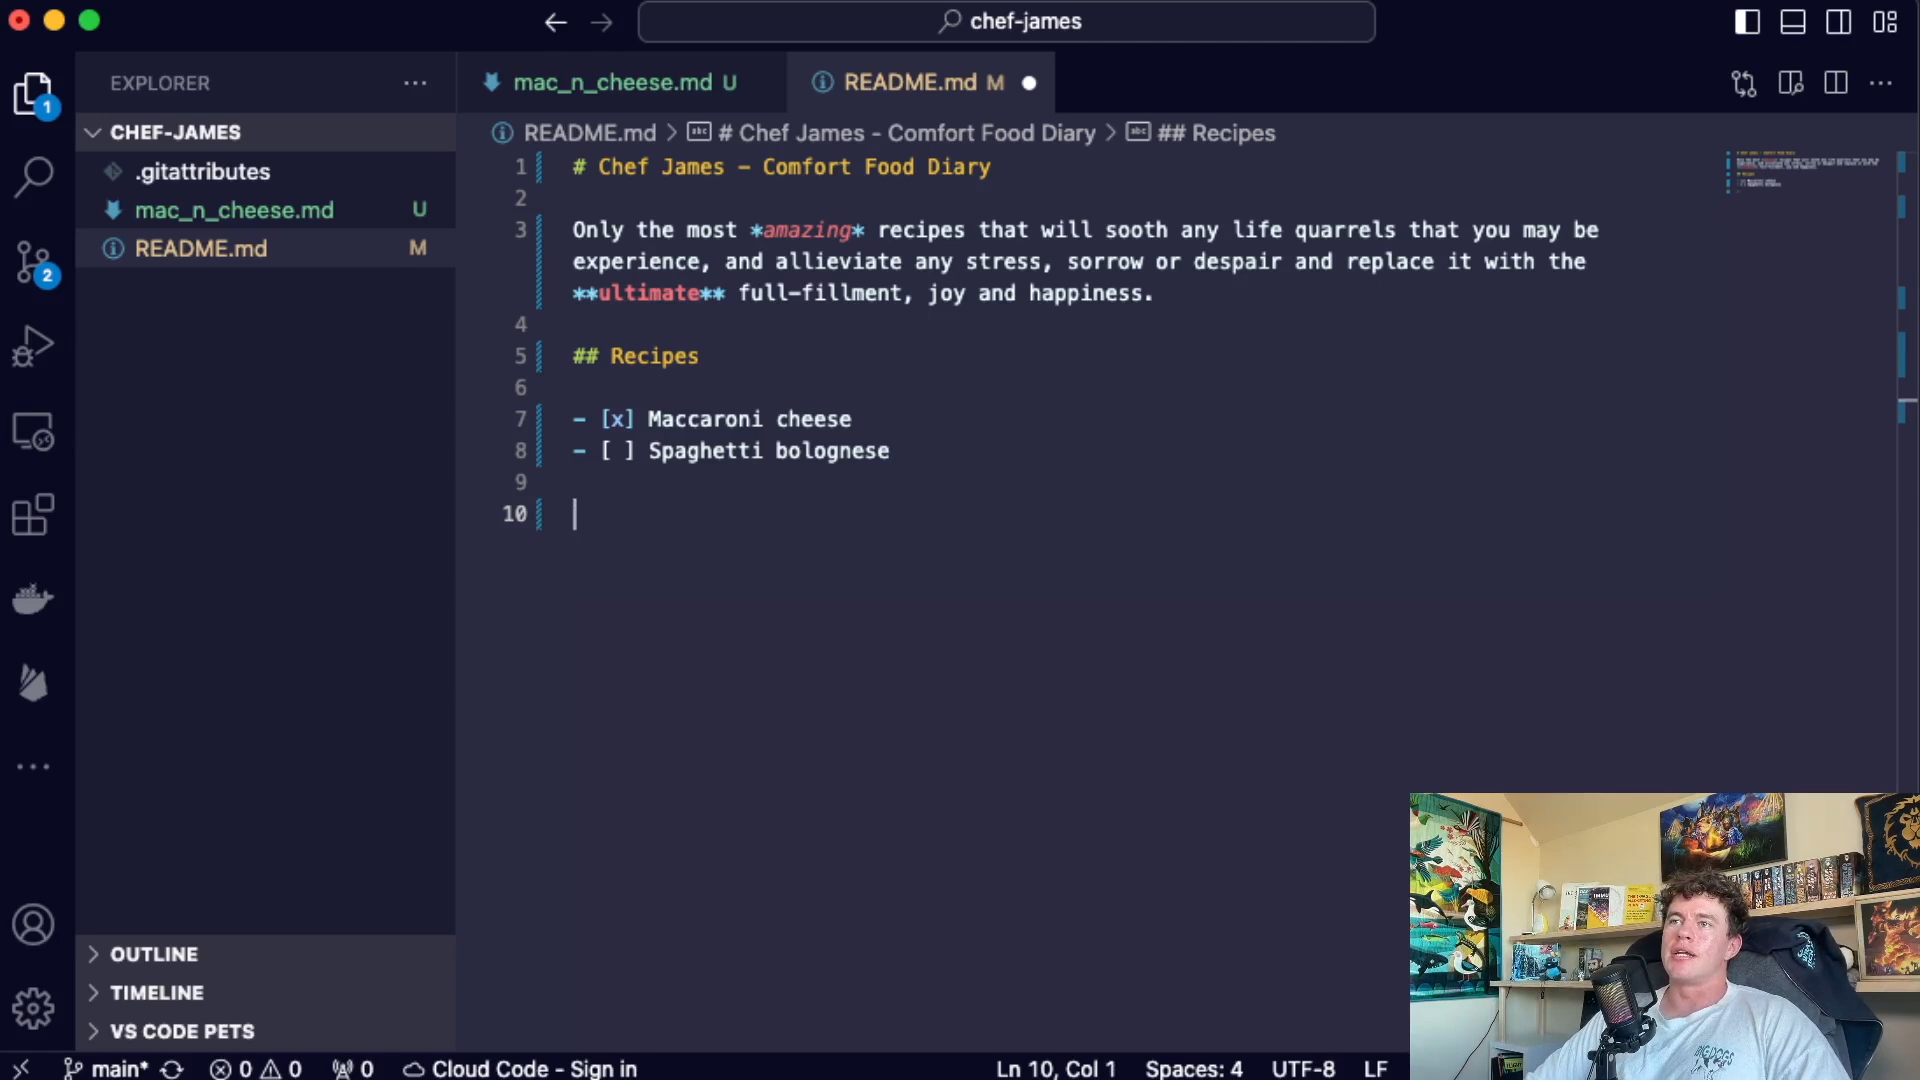 chef-james
EXPLORER
mac_n_cheese.md U
README.md M
CHEF-JAMES
README.md > # Chef James - Comfort Food Diary > ## Recipes
.gitattributes
mac_n_cheese.md U
README.md M
1 # Chef James - Comfort Food Diary
2
3 Only the most *amazing* recipes that will sooth any life quarrels that you may be
experience, and allieviate any stress, sorrow or despair and replace it with the
**ultimate** full-fillment, joy and happiness.
4
5 ## Recipes
6
7 - [x] Maccaroni cheese
8 - [ ] Spaghetti bolognese
9
10
1
2
OUTLINE
TIMELINE
VS CODE PETS
main* 0 0 0 Cloud Code - Sign in Ln 10, Col 1 Spaces: 4 UTF-8 LF